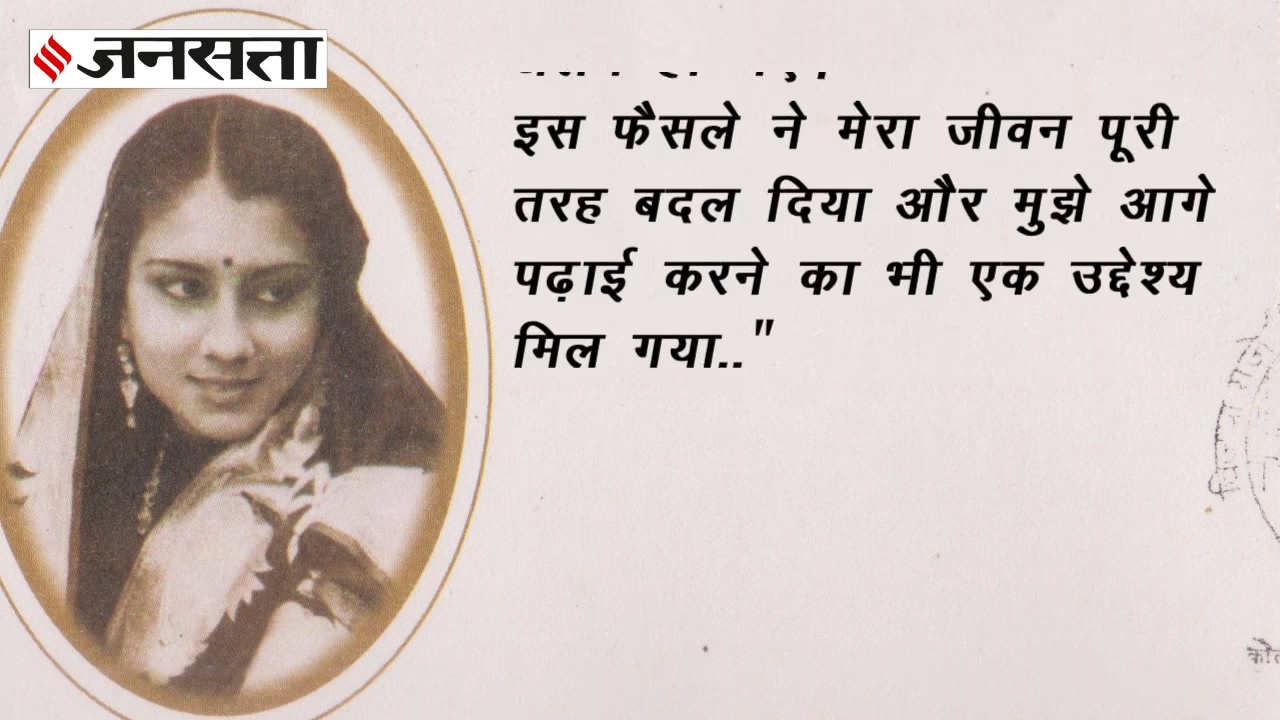 जनसत्ता
इस फैसले ने मेरा जीवन पूरी
तरह बदल दिया और मुझे आगे
पढ़ाई करने का भी एक उद्देश्य
मिल गया.."